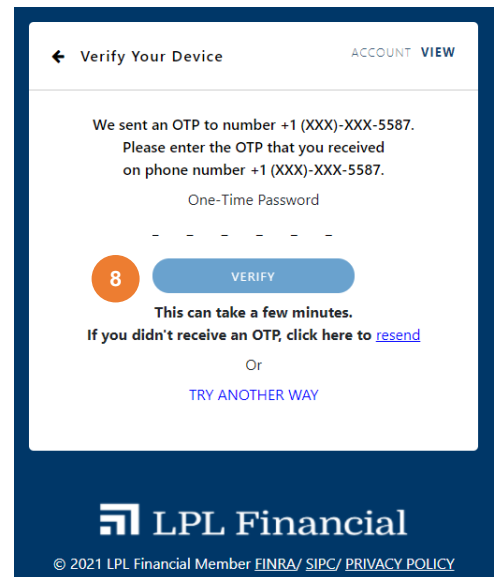 ← Verify Your Device ACCOUNT VIEW
We sent an OTP to number +1 (XXX)-XXX-5587.
Please enter the OTP that you received
on phone number +1 (XXX)-XXX-5587.
One-Time Password
_ _ _ _ _ _
8 VERIFY
This can take a few minutes.
If you didn't receive an OTP, click here to resend
Or
TRY ANOTHER WAY
LPL Financial
© 2021 LPL Financial Member FINRA/ SIPC/ PRIVACY POLICY